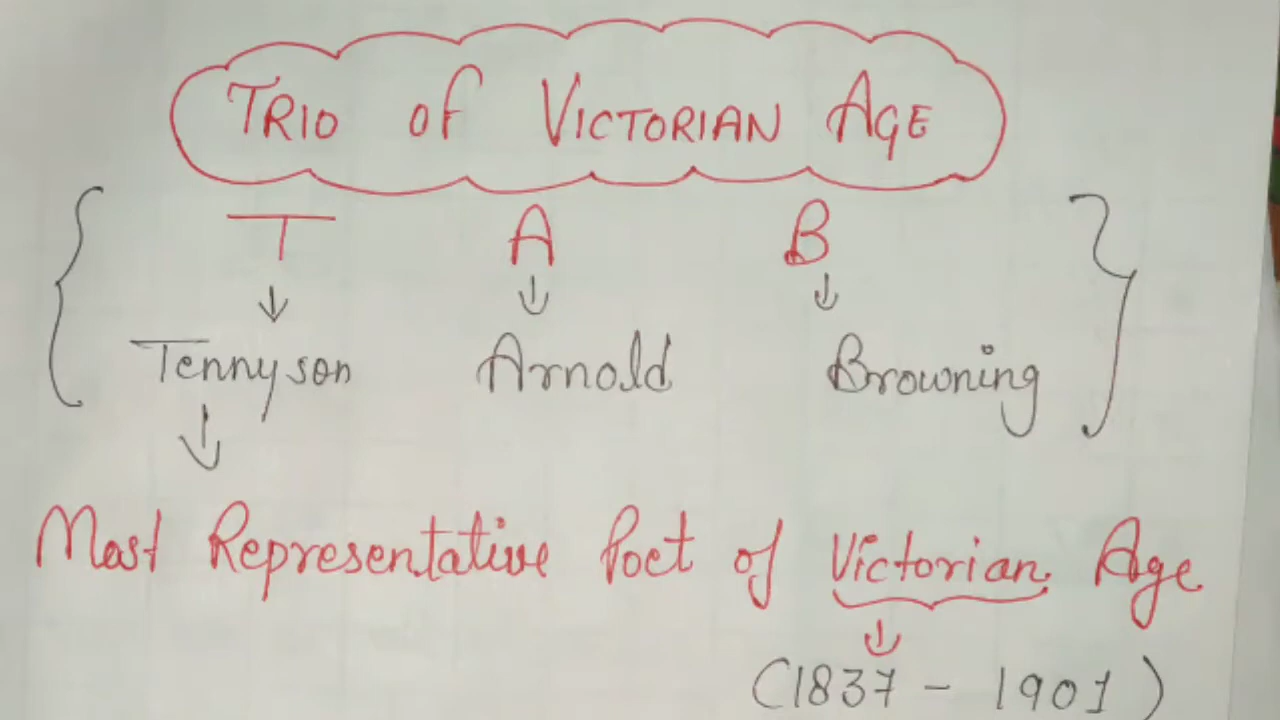 TRIO OF VICTORIAN AGE
T A B
Tennyson Arnold Browning
Most Representative Poet of Victorian Age
(1837 - 1901)